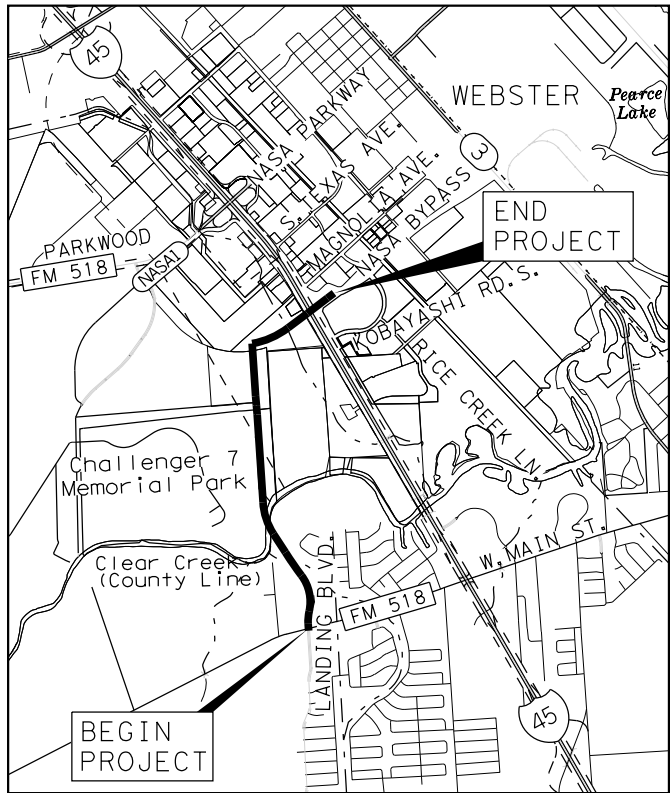 45
WEBSTER
Pearce
Lake
NASA PARKWAY
3
S. EXAS AVE.
MAGNOLIA AVE.
NASA BYPASS
END
PROJECT
PARKWOOD
FM 518
NASA1
KOBAYASHI RD. S.
RICE CREEK LN.
Challenger 7
Memorial Park
Clear Creek
(County Line)
W. MAIN ST.
FM 518
LANDING BLVD.
BEGIN
PROJECT
45